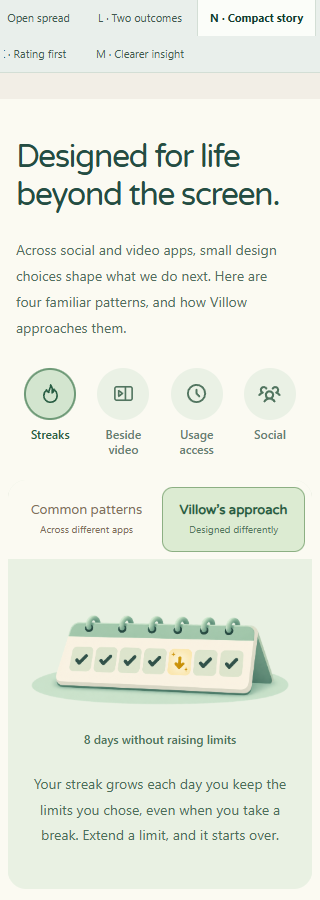 Open spread
L · Two outcomes
N · Compact story
· Rating first
M · Clearer insight
Designed for life
beyond the screen.
Across social and video apps, small design
choices shape what we do next. Here are
four familiar patterns, and how Villow
approaches them.
Streaks
Beside
video
Usage
access
Social
Common patterns
Across different apps
Villow's approach
Designed differently
8 days without raising limits
Your streak grows each day you keep the
limits you chose, even when you take a
break. Extend a limit, and it starts over.